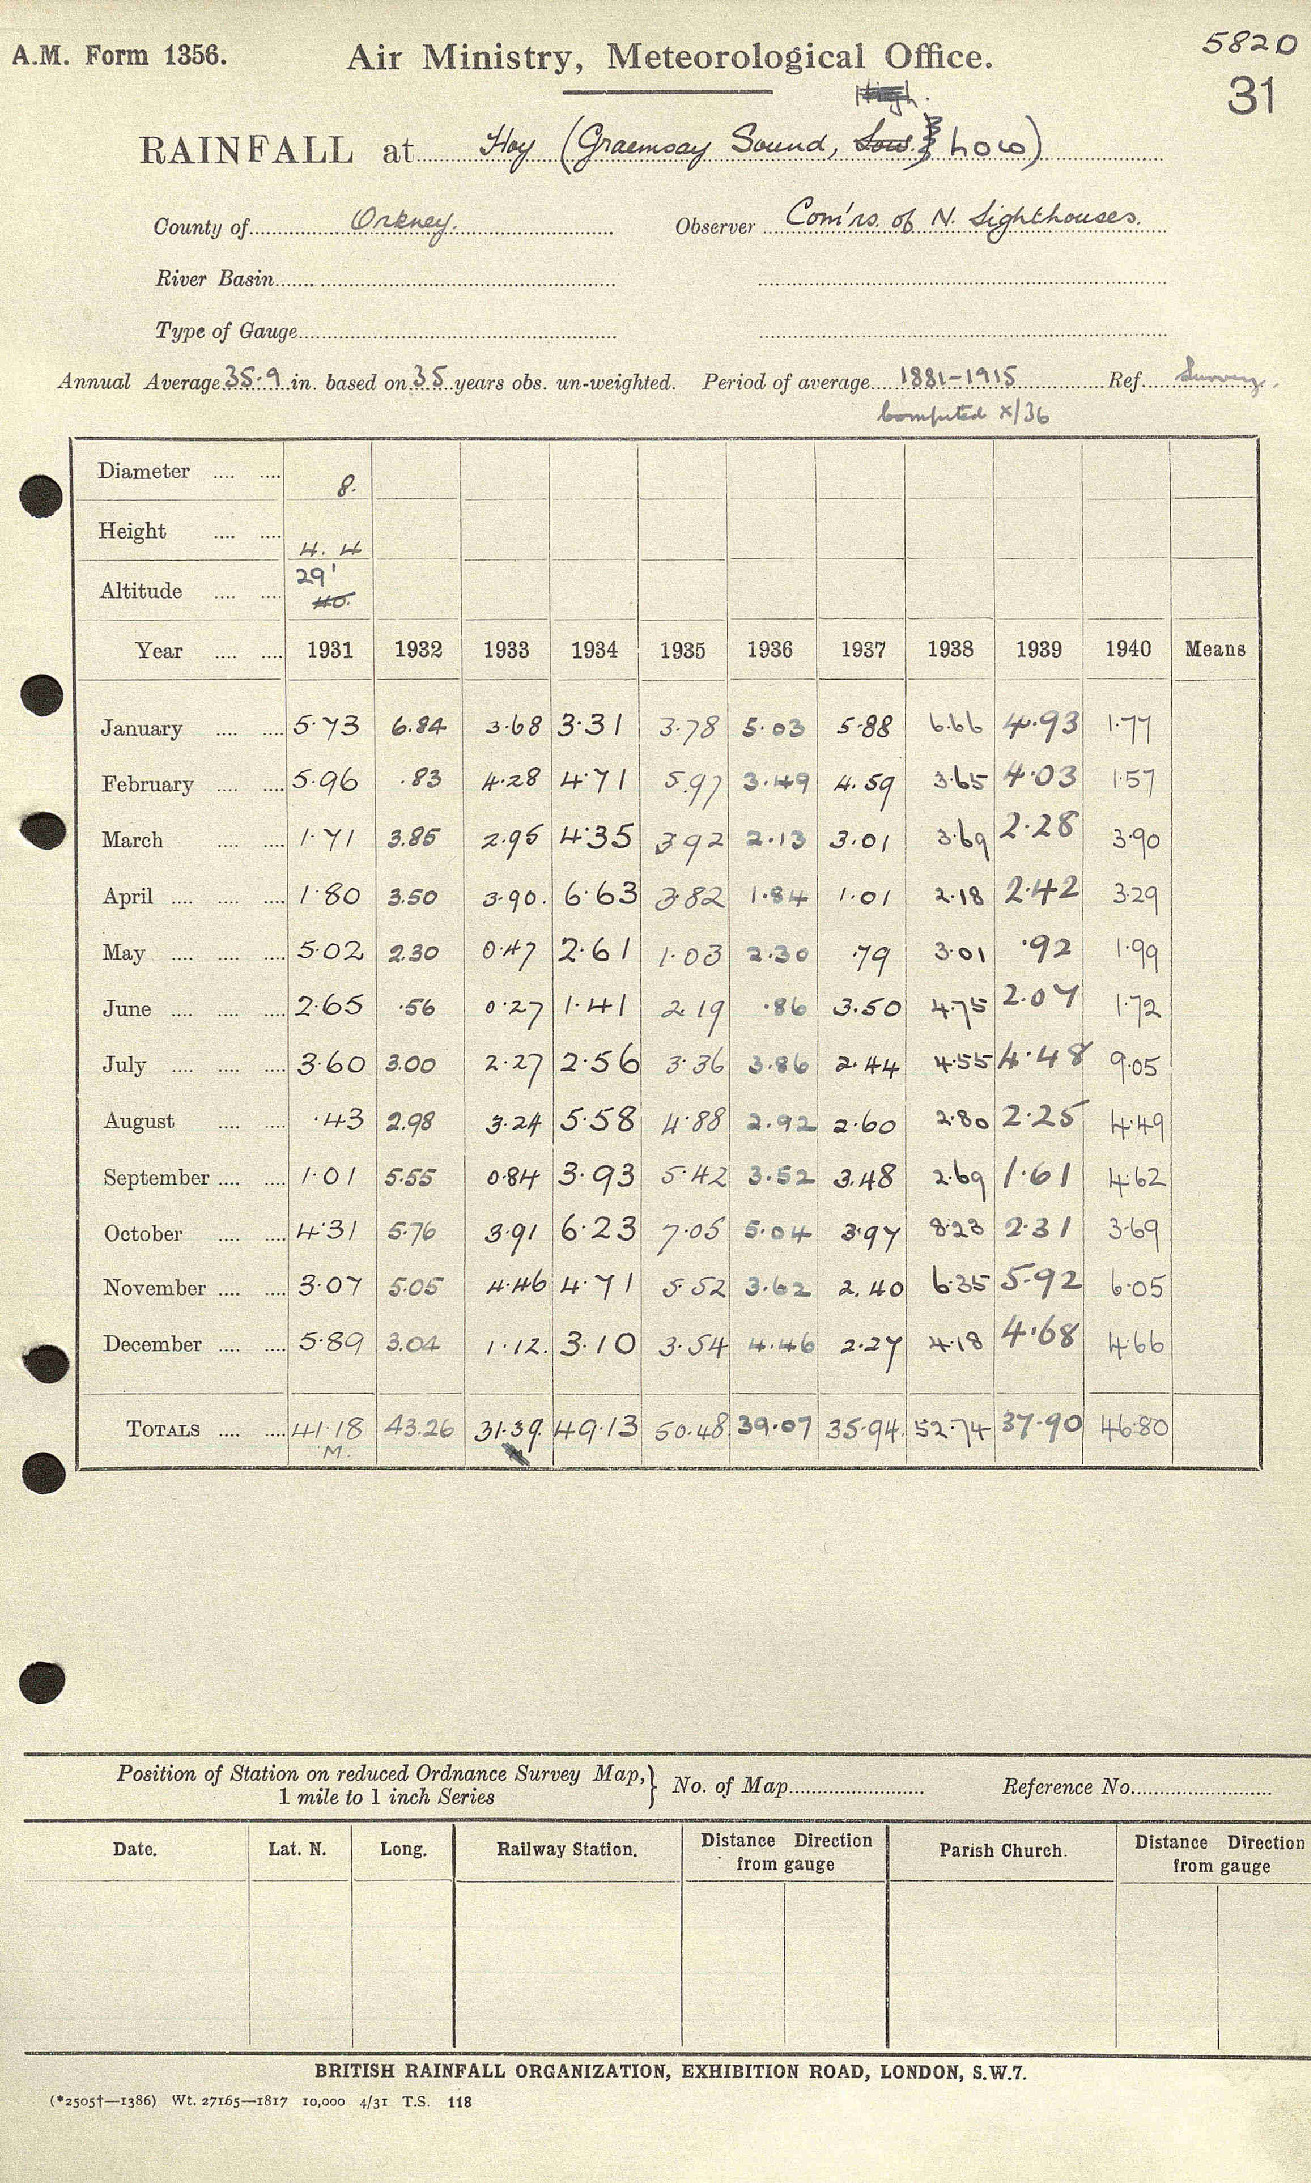 5820
A.M. Form 1356. Air Ministry, Meteorological Office.
31
High.
RAINFALL at Hoy (Graemsay Sound, Low. Low)
County of Orkney. Observer Com'rs. of N. Lighthouses.
River Basin
Type of Gauge
Annual Average 35.9 in. based on 35 years obs. un-weighted. Period of average 1881-1915 Ref. Survey.
Computed x/36
Diameter .... .... 8.
Height .... .... 4. 4
29'
Altitude .... .... 40.
Year .... .... 1931 1932 1933 1934 1935 1936 1937 1938 1939 1940 Means
January .... .... 5.73 6.84 3.68 3.31 3.78 5.03 5.88 6.66 4.93 1.77
February .... .... 5.96 .83 4.28 4.71 5.97 3.49 4.59 3.65 4.03 1.57
March .... .... 1.71 3.85 2.95 4.35 3.92 2.13 3.01 3.69 2.28 3.90
April .... .... .... 1.80 3.50 3.90. 6.63 3.82 1.84 1.01 2.18 2.42 3.29
May .... .... .... 5.02 2.30 0.47 2.61 1.03 2.30 .79 3.01 .92 1.99
June .... .... .... 2.65 .56 0.27 1.41 2.19 .86 3.50 4.75 2.07 1.72
July .... .... .... 3.60 3.00 2.27 2.56 3.36 3.86 2.44 4.55 4.48 9.05
August .... .... .43 2.98 3.24 5.58 4.88 2.92 2.60 2.80 2.25 4.49
September .... .... 1.01 5.55 0.84 3.93 5.42 3.52 3.48 2.69 1.61 4.62
October .... .... 4.31 5.76 3.91 6.23 7.05 5.04 3.97 8.23 2.31 3.69
November .... .... 3.07 5.05 4.46 4.71 5.52 3.62 2.40 6.35 5.92 6.05
December .... .... 5.89 3.04 1.12. 3.10 3.54 4.46 2.27 4.18 4.68 4.66
TOTALS .... .... 41.18 43.26 31.39. 49.13 50.48 39.07 35.94. 52.74 37.90 46.80
M.
Position of Station on reduced Ordnance Survey Map, 1 mile to 1 inch Series } No. of Map Reference No.
Date. Lat. N. Long. Railway Station. Distance Direction from gauge Parish Church. Distance Direction from gauge
BRITISH RAINFALL ORGANIZATION, EXHIBITION ROAD, LONDON, S.W.7.
(*2505†—1386) Wt. 27165—1817 10,000 4/31 T.S. 118